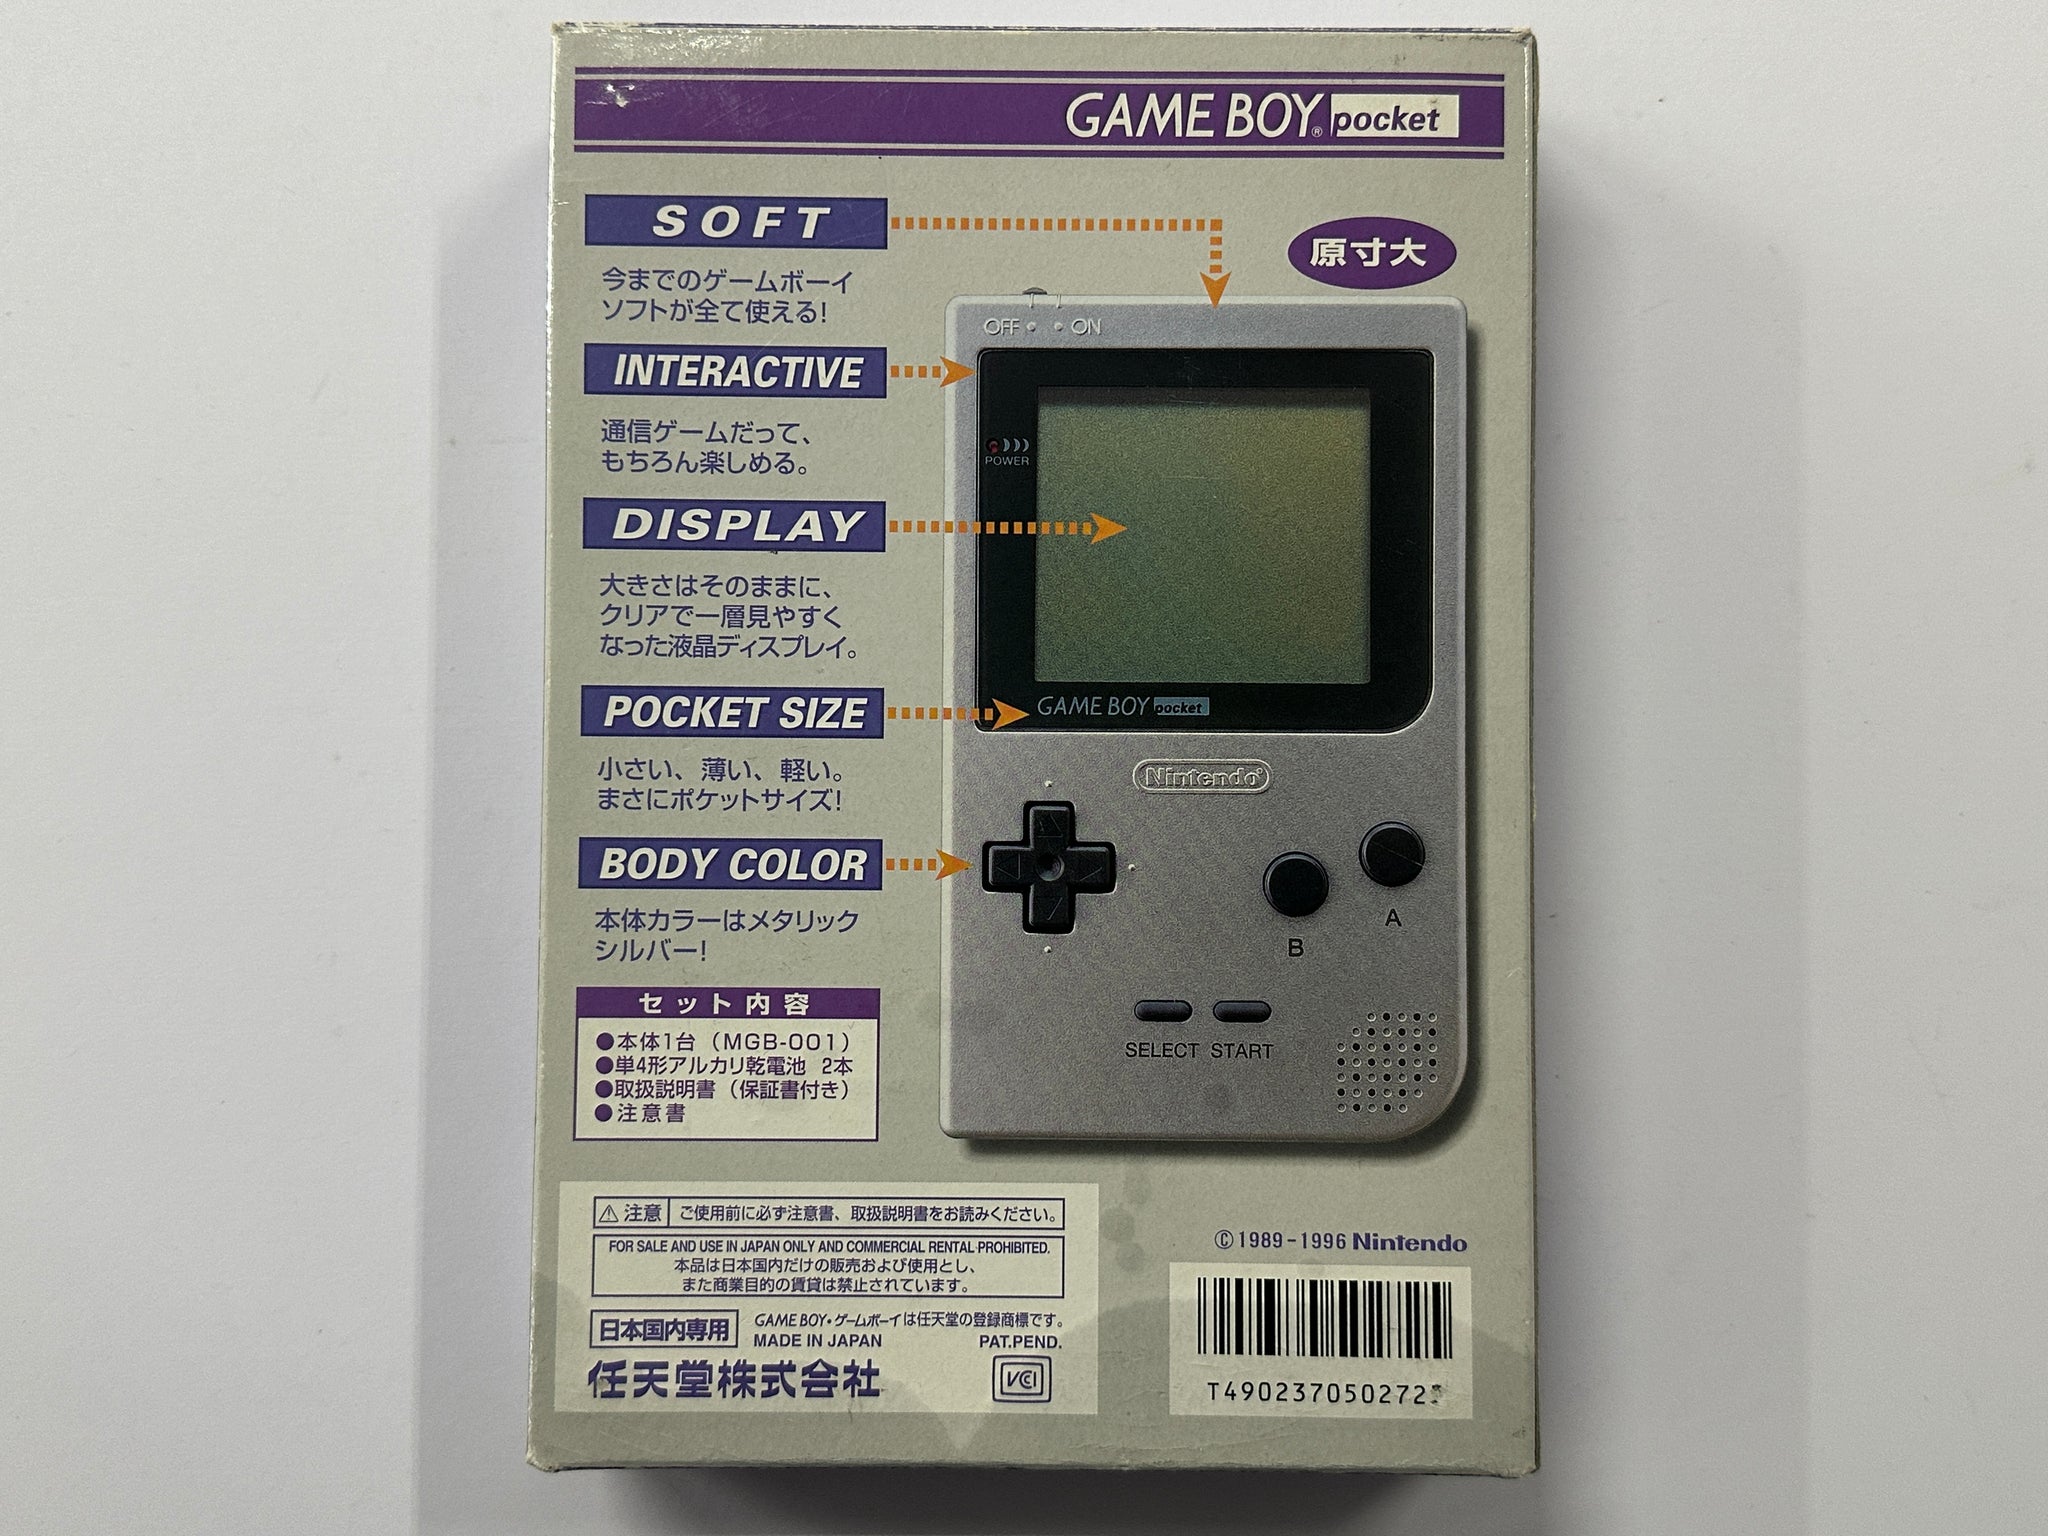 GAME BOY® pocket
SOFT
今までのゲームボーイ
ソフトが全て使える!
原寸大
INTERACTIVE
通信ゲームだって、
もちろん楽しめる。
DISPLAY
大きさはそのままに、
クリアで一層見やすく
なった液晶ディスプレイ。
POCKET SIZE
小さい、薄い、軽い。
まさにポケットサイズ!
BODY COLOR
本体カラーはメタリック
シルバー!
セット内容
●本体1台（MGB-001）
●単4形アルカリ乾電池 2本
●取扱説明書（保証書付き）
●注意書
OFF ON
POWER
GAME BOY pocket
Nintendo®
B
A
SELECT START
⚠注意 ご使用前に必ず注意書、取扱説明書をお読みください。
FOR SALE AND USE IN JAPAN ONLY AND COMMERCIAL RENTAL PROHIBITED.
本品は日本国内だけの販売および使用とし、
また商業目的の賃貸は禁止されています。
日本国内専用
GAME BOY・ゲームボーイは任天堂の登録商標です。
MADE IN JAPAN PAT.PEND.
任天堂株式会社
VCCI
©1989-1996 Nintendo
T490237050272